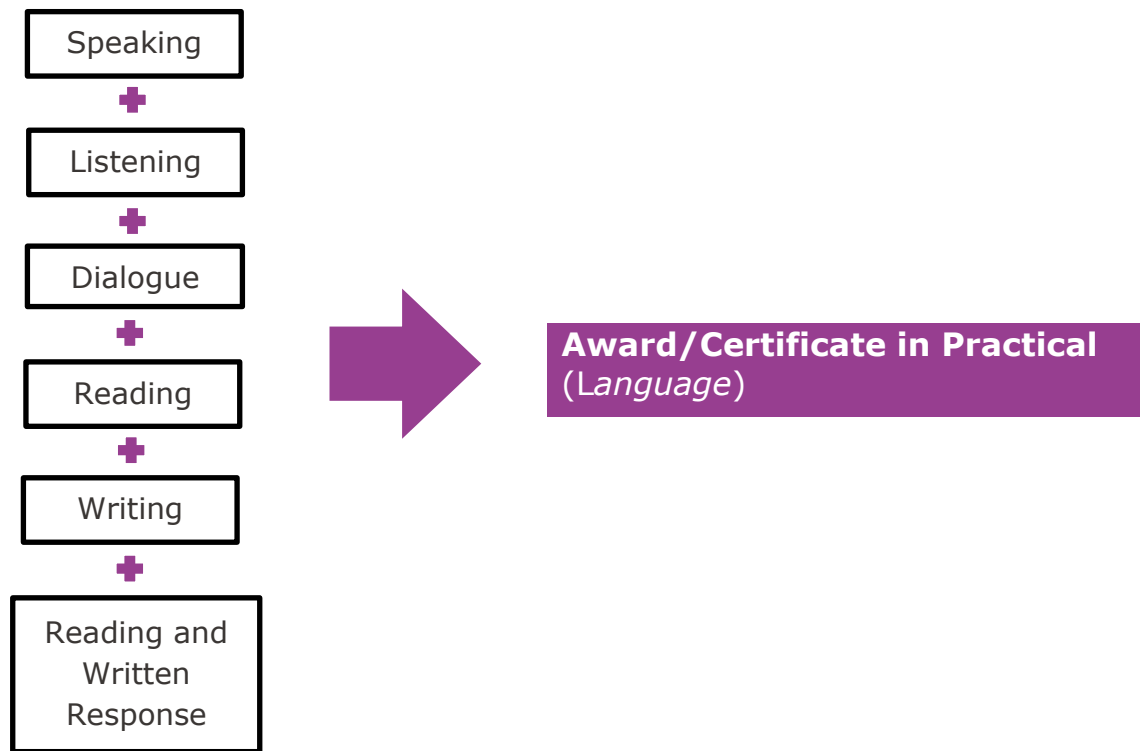 Speaking
Listening
Dialogue
Reading
Writing
Reading and
Written
Response
Award/Certificate in Practical
(Language)